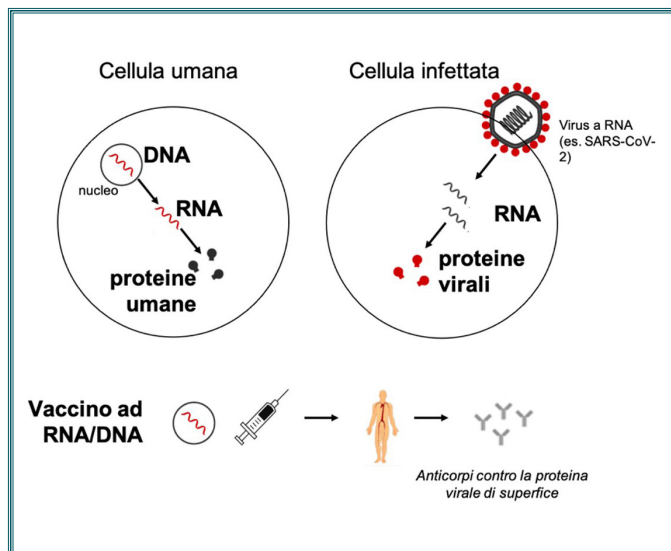 Cellula umana
Cellula infettata
DNA
nucleo
RNA
proteine
umane
Virus a RNA
(es. SARS-CoV-
2)
RNA
proteine
virali
Vaccino ad
RNA/DNA
Anticorpi contro la proteina
virale di superfice